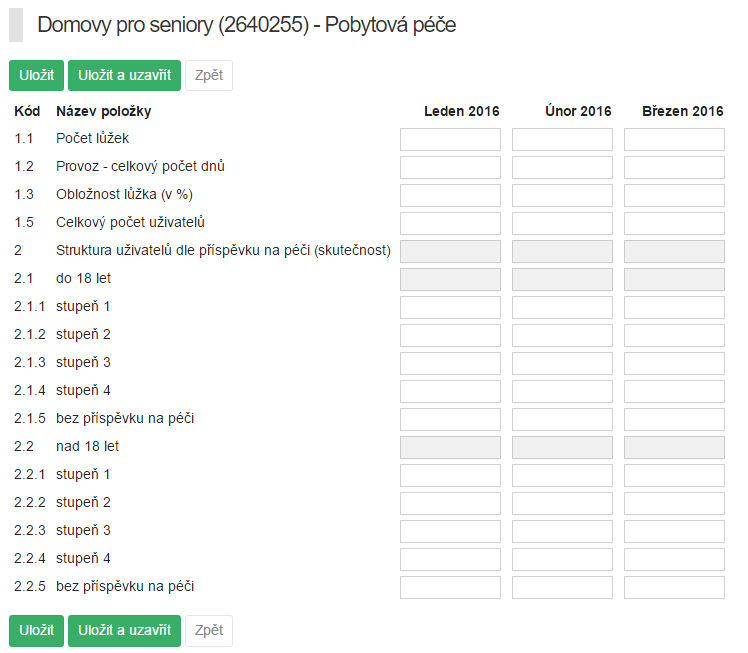 Domovy pro seniory (2640255) - Pobytová péče
Uložit Uložit a uzavřít Zpět
Kód Název položky Leden 2016 Únor 2016 Březen 2016
1.1 Počet lůžek
1.2 Provoz - celkový počet dnů
1.3 Obložnost lůžka (v %)
1.5 Celkový počet uživatelů
2 Struktura uživatelů dle příspěvku na péči (skutečnost)
2.1 do 18 let
2.1.1 stupeň 1
2.1.2 stupeň 2
2.1.3 stupeň 3
2.1.4 stupeň 4
2.1.5 bez příspěvku na péči
2.2 nad 18 let
2.2.1 stupeň 1
2.2.2 stupeň 2
2.2.3 stupeň 3
2.2.4 stupeň 4
2.2.5 bez příspěvku na péči
Uložit Uložit a uzavřít Zpět